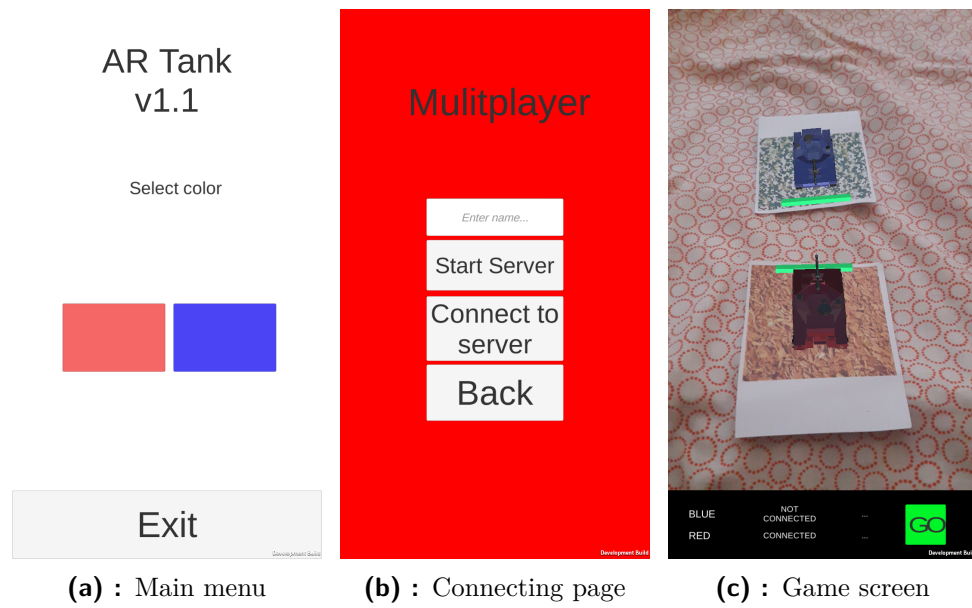 AR Tank
v1.1
Select color
Exit
Development Build
(a) : Main menu
Mulitplayer
Enter name...
Start Server
Connect to
server
Back
Development Build
(b) : Connecting page
BLUE
NOT
CONNECTED
...
RED
CONNECTED
...
GO
Development Buil
(c) : Game screen